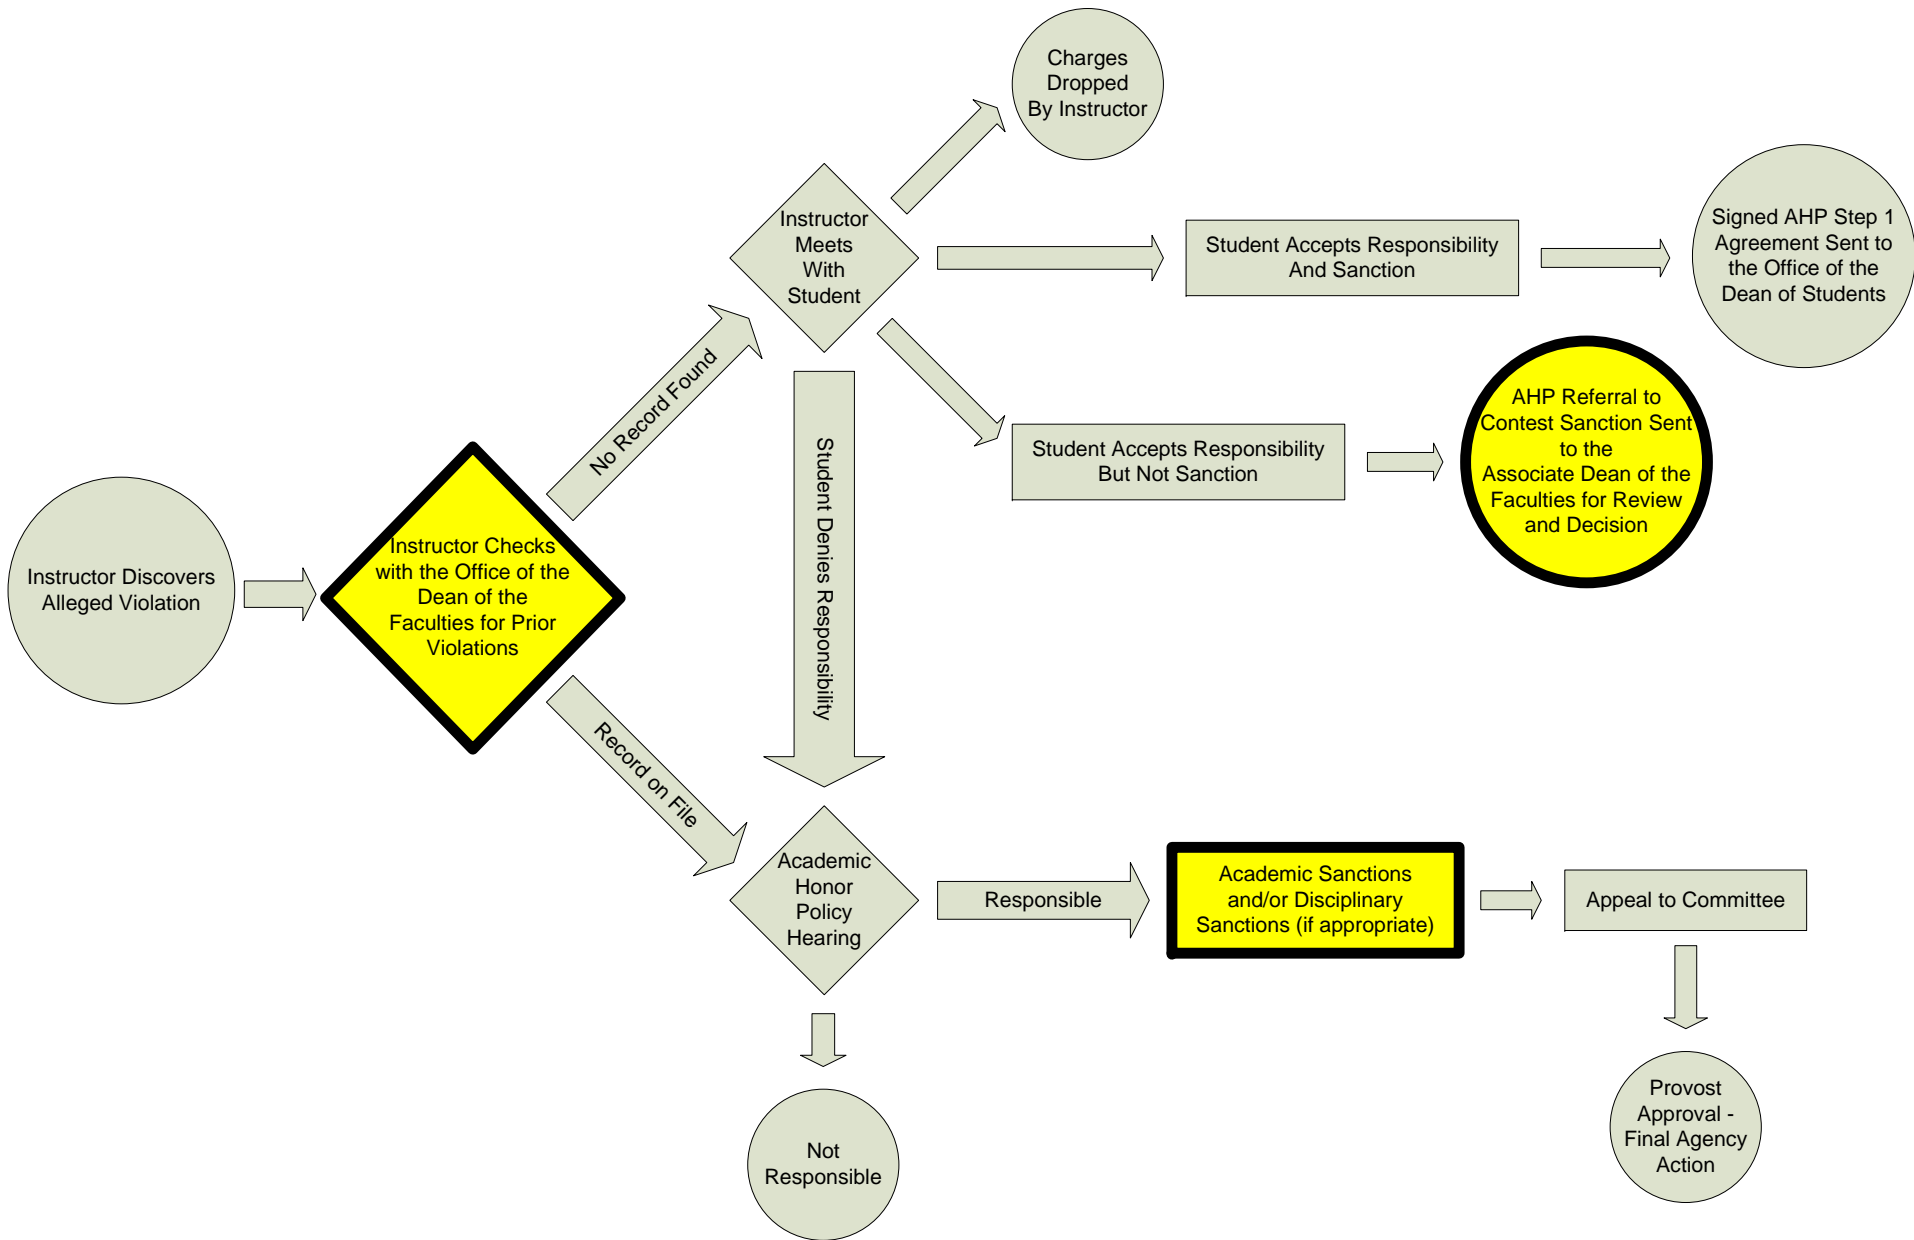 Charges
Dropped
By Instructor
Instructor
Meets
With
Student
Student Accepts Responsibility
And Sanction
Signed AHP Step 1
Agreement Sent to
the Office of the
Dean of Students
No Record Found
Student Accepts Responsibility
But Not Sanction
AHP Referral to
Contest Sanction Sent
to the
Associate Dean of the
Faculties for Review
and Decision
Student Denies Responsibility
Instructor Discovers
Alleged Violation
Instructor Checks
with the Office of the
Dean of the
Faculties for Prior
Violations
Record on File
Academic
Honor
Policy
Hearing
Responsible
Academic Sanctions
and/or Disciplinary
Sanctions (if appropriate)
Appeal to Committee
Not
Responsible
Provost
Approval -
Final Agency
Action